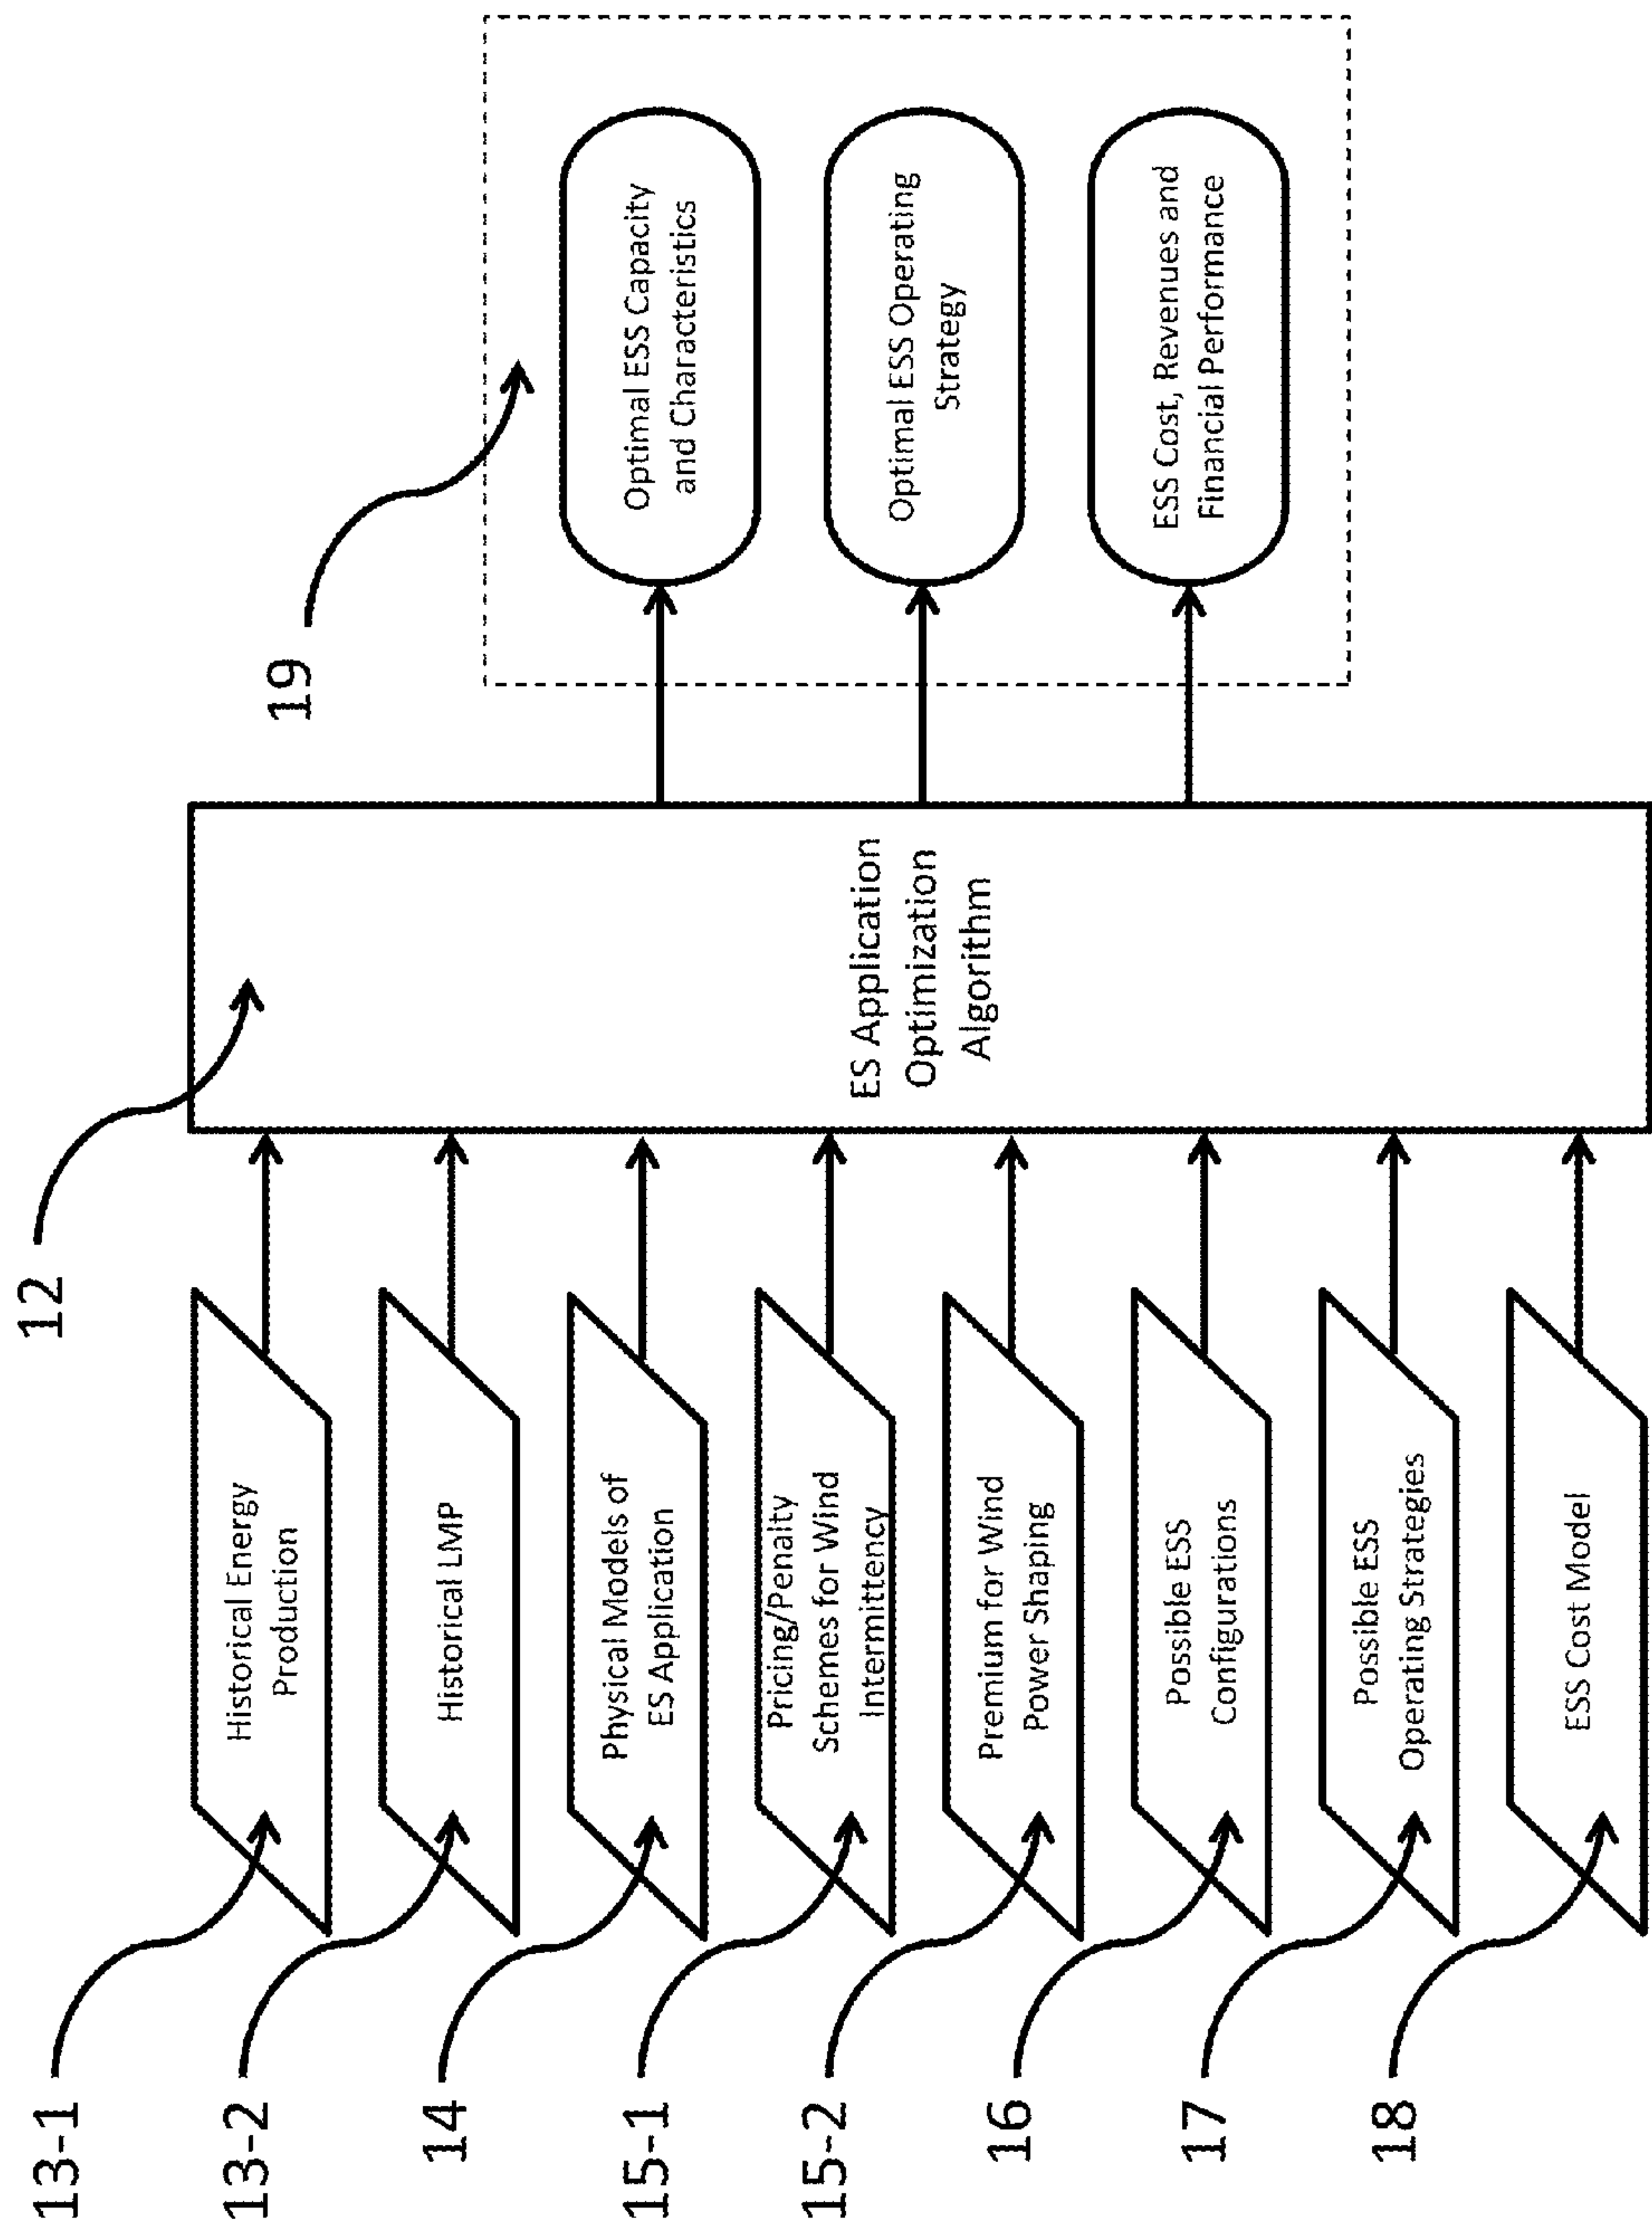 13-1
Historical Energy
Production
13-2
Historical LMP
14
Physical Models of
ES Application
15-1
Pricing/Penalty
Schemes for Wind
Intermittency
15-2
Premium for Wind
Power Shaping
16
Possible ESS
Configurations
17
Possible ESS
Operating Strategies
18
ESS Cost Model
12
ES Application
Optimization
Algorithm
19
Optimal ESS Capacity
and Characteristics
Optimal ESS Operating
Strategy
ESS Cost, Revenues and
Financial Performance